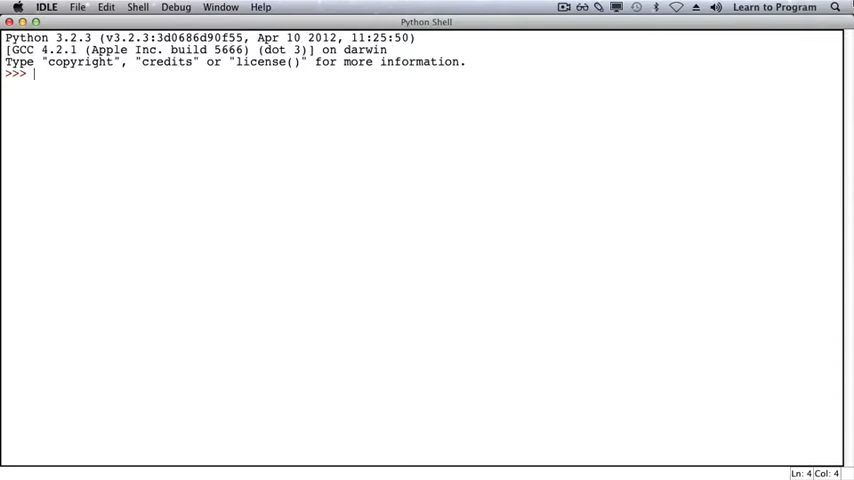 IDLE File Edit Shell Debug Window Help Learn to Program
Python Shell
Python 3.2.3 (v3.2.3:3d0686d90f55, Apr 10 2012, 11:25:50)
[GCC 4.2.1 (Apple Inc. build 5666) (dot 3)] on darwin
Type "copyright", "credits" or "license()" for more information.
>>>
Ln: 4 Col: 4